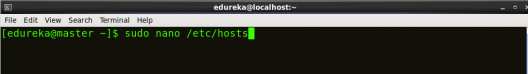 edureka@localhost:~
File Edit View Search Terminal Help
[edureka@master ~]$ sudo nano /etc/hosts